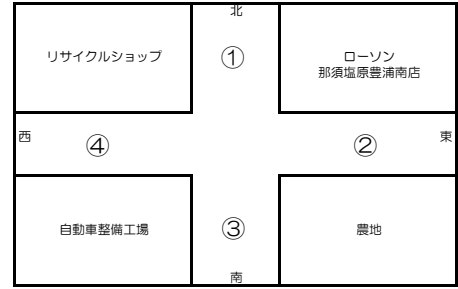 北
リサイクルショップ
①
ローソン
那須塩原豊浦南店
西
④
②
東
自動車整備工場
③
農地
南